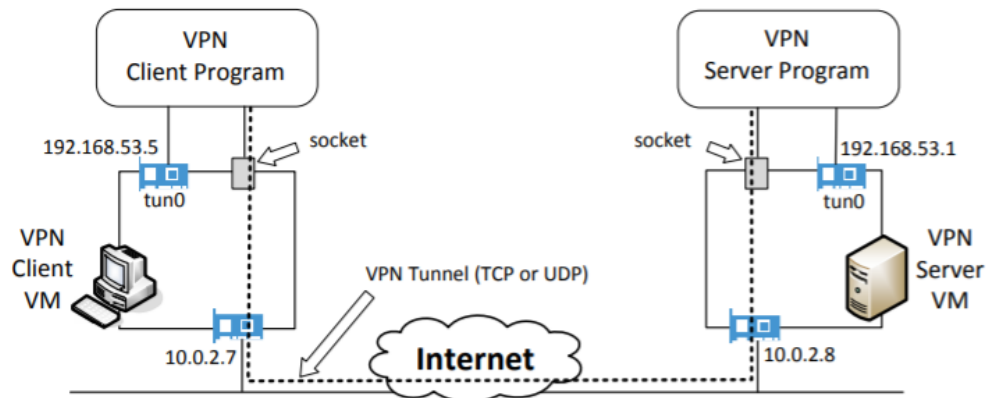 VPN
Client Program
VPN
Server Program
socket
socket
192.168.53.5
192.168.53.1
tun0
tun0
VPN
Client
VM
VPN
Server
VM
VPN Tunnel (TCP or UDP)
Internet
10.0.2.7
10.0.2.8